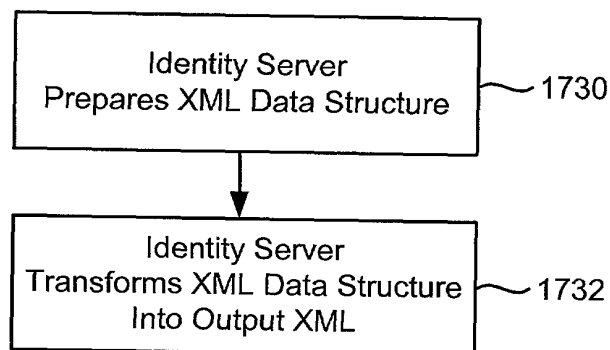 Identity Server
Prepares XML Data Structure
1730
Identity Server
Transforms XML Data Structure
Into Output XML
1732